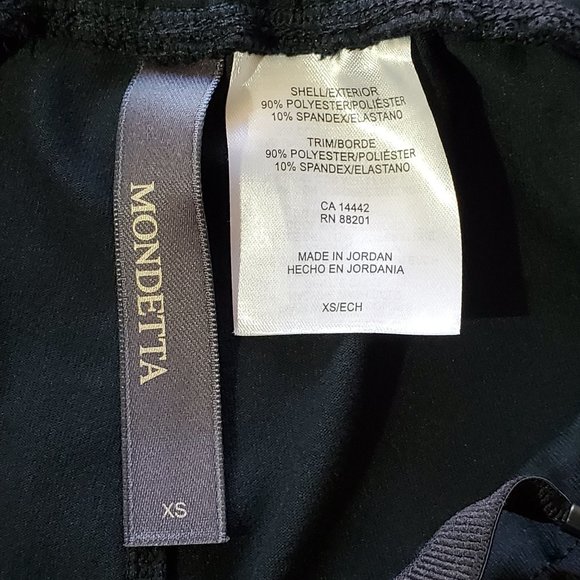 MONDETTA
XS
SHELL/EXTERIOR
90% POLYESTER/POLIÉSTER
10% SPANDEX/ELASTANO
TRIM/BORDE
90% POLYESTER/POLIÉSTER
10% SPANDEX/ELASTANO
CA 14442
RN 88201
MADE IN JORDAN
HECHO EN JORDANIA
XS/ECH